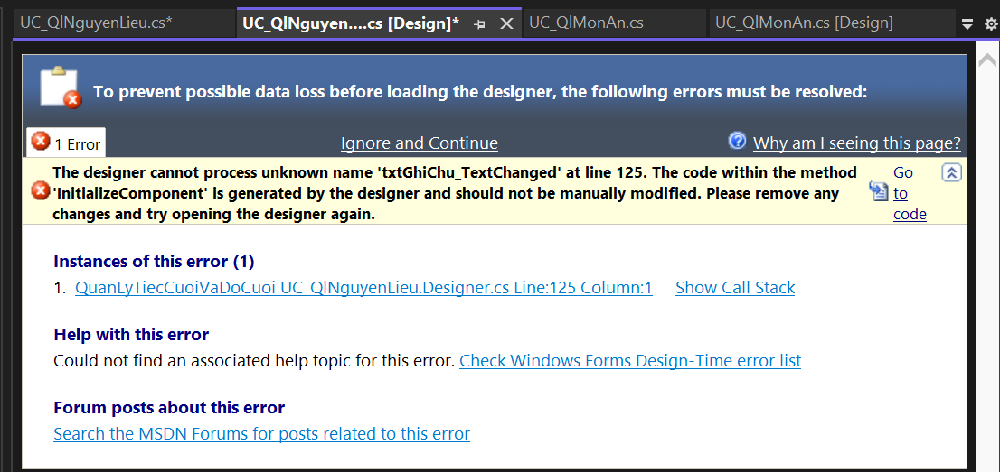 UC_QlNguyenLieu.cs*
UC_QlNguyen....cs [Design]*
UC_QlMonAn.cs
UC_QlMonAn.cs [Design]
To prevent possible data loss before loading the designer, the following errors must be resolved:
1 Error
Ignore and Continue
Why am I seeing this page?
The designer cannot process unknown name 'txtGhiChu_TextChanged' at line 125. The code within the method
'InitializeComponent' is generated by the designer and should not be manually modified. Please remove any
changes and try opening the designer again.
Go
to
code
Instances of this error (1)
1. QuanLyTiecCuoiVaDoCuoi UC_QlNguyenLieu.Designer.cs Line:125 Column:1
Show Call Stack
Help with this error
Could not find an associated help topic for this error. Check Windows Forms Design-Time error list
Forum posts about this error
Search the MSDN Forums for posts related to this error